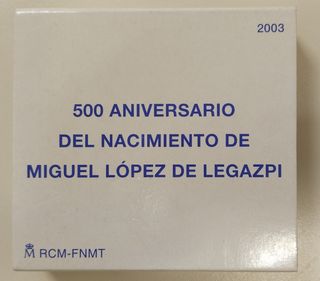 2003
500 ANIVERSARIO
DEL NACIMIENTO DE
MIGUEL LÓPEZ DE LEGAZPI
M RCM-FNMT